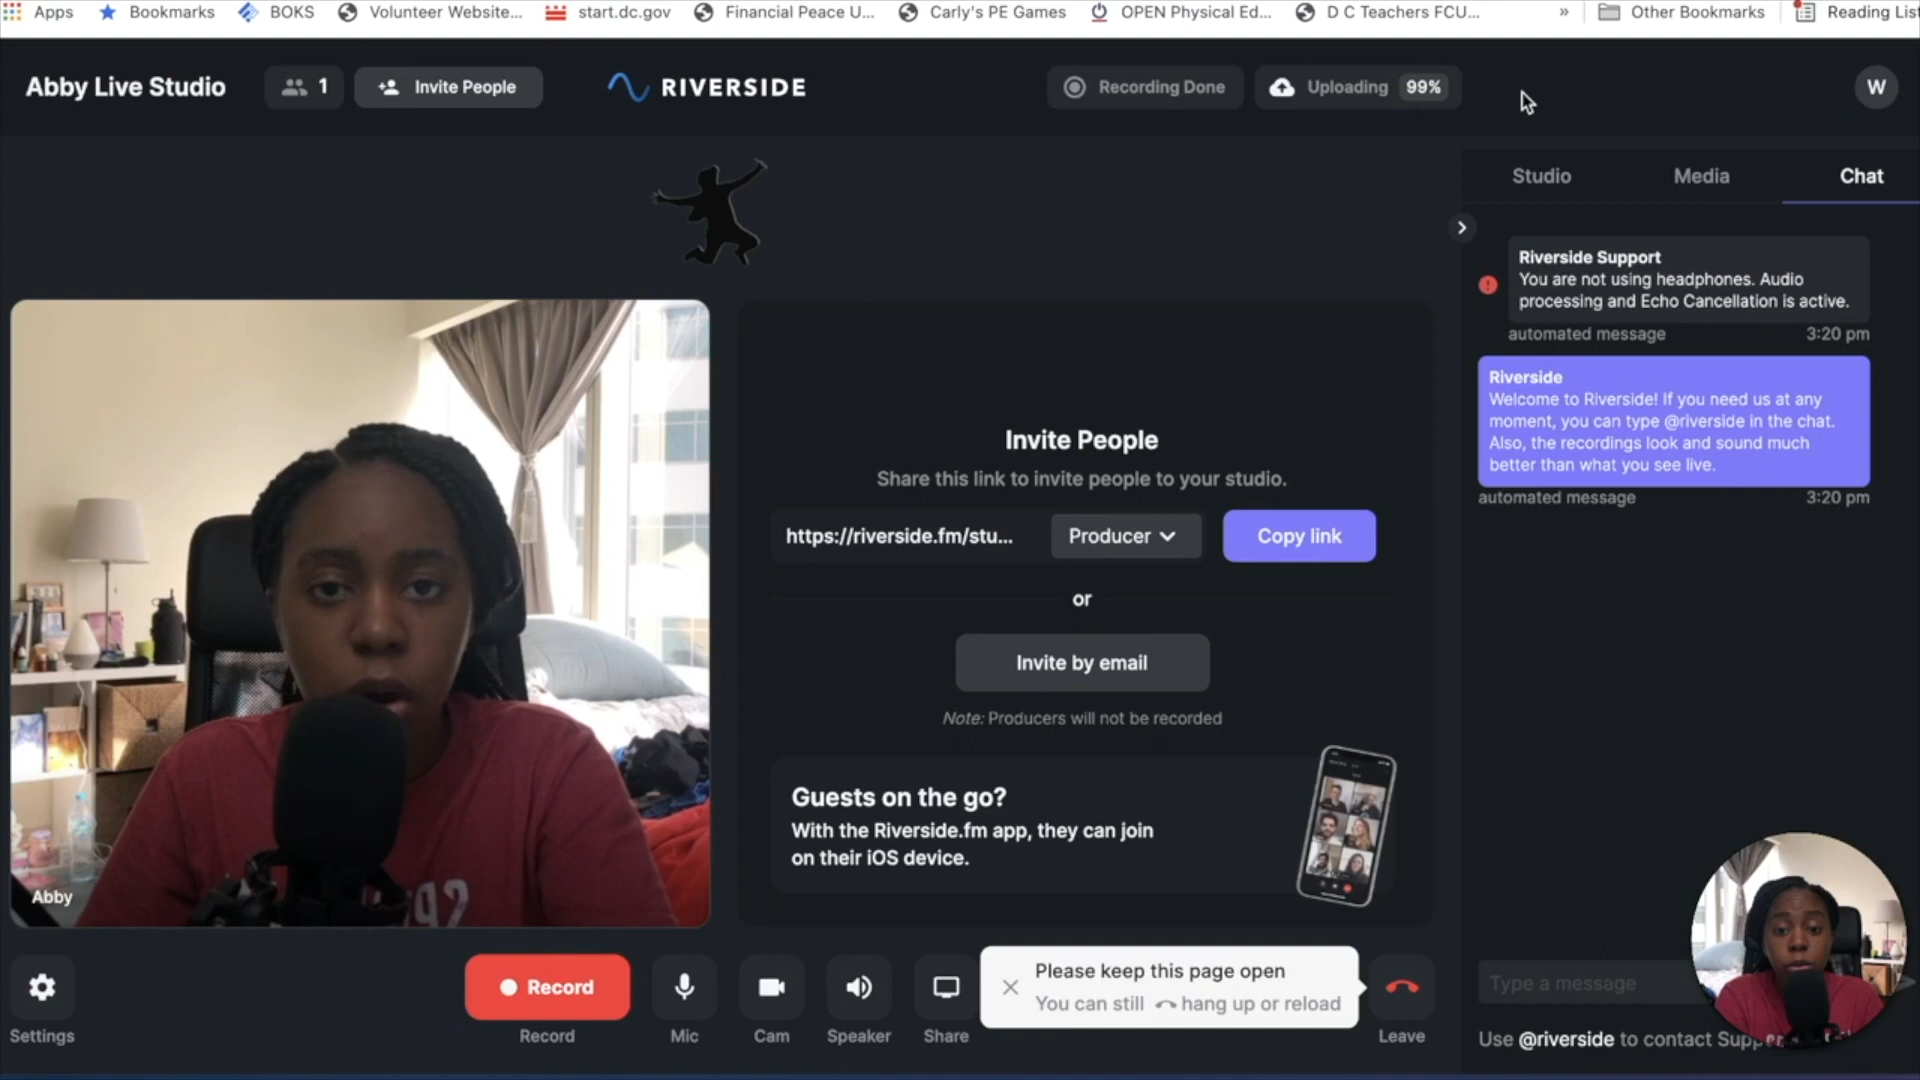 Apps
Bookmarks
BOKS
Volunteer Website...
start.dc.gov
Financial Peace U...
Carly's PE Games
OPEN Physical Ed...
D C Teachers FCU...
»
Other Bookmarks
Reading List
Abby Live Studio
1
Invite People
RIVERSIDE
Recording Done
Uploading 99%
W
Studio
Media
Chat
Riverside Support
You are not using headphones. Audio
processing and Echo Cancellation is active.
automated message 3:20 pm
Riverside
Welcome to Riverside! If you need us at any
moment, you can type @riverside in the chat.
Also, the recordings look and sound much
better than what you see live.
automated message 3:20 pm
Invite People
Share this link to invite people to your studio.
https://riverside.fm/stu...
Producer
Copy link
or
Invite by email
Note: Producers will not be recorded
Guests on the go?
With the Riverside.fm app, they can join
on their iOS device.
92
Abby
Settings
Record
Record
Mic
Cam
Speaker
Share
Please keep this page open
You can still hang up or reload
Leave
Type a message
Use @riverside to contact